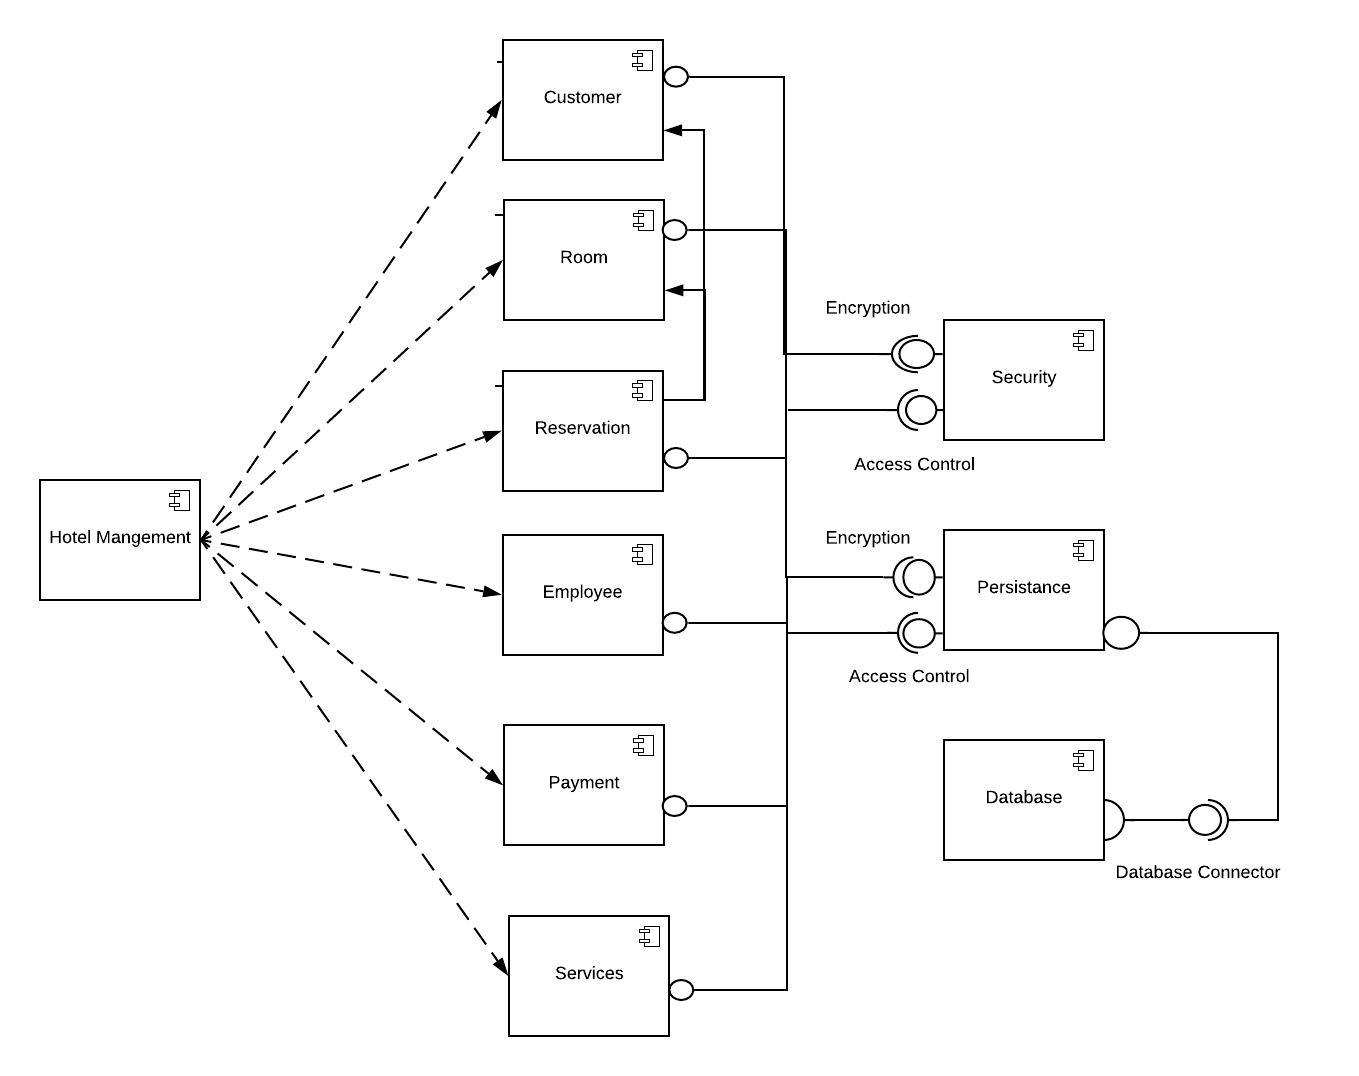 Customer
Room
Encryption
Security
Reservation
Access Control
Hotel Mangement
Encryption
Employee
Persistance
Access Control
Payment
Database
Database Connector
Services